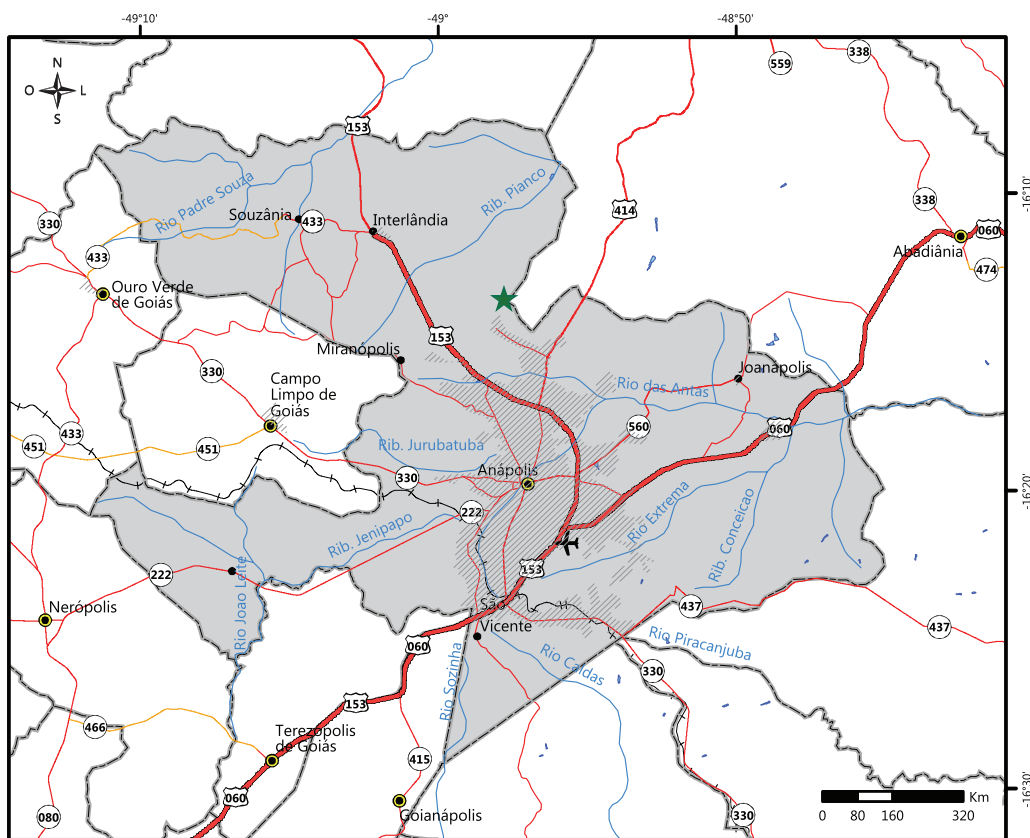 -49°10'
-49°
-48°50'
N
O L
S
559
338
153
-16°10'
Rio Padre Souza
Rib. Pianco
338
414
330
Souzânia
433
Interlândia
060
433
Abadiânia
474
Ouro Verde
de Goiás
153
Miranópolis
330
Joanápolis
Campo
Limpo de
Goiás
Rio das Antas
433
451
451
560
060
Rib. Jurubatuba
330
Anápolis
-16°20'
222
Rio Extrema
Rib. Conceicao
Rib. Jenipapo
222
Rio Joao Leite
153
Nerópolis
São
Vicente
437
437
060
Rio Piracanjuba
Rio Caldas
330
Rio Sozinha
153
466
Terezópolis
de Goiás
415
-16°30'
060
080
Goianápolis
330
Km
0 80 160 320